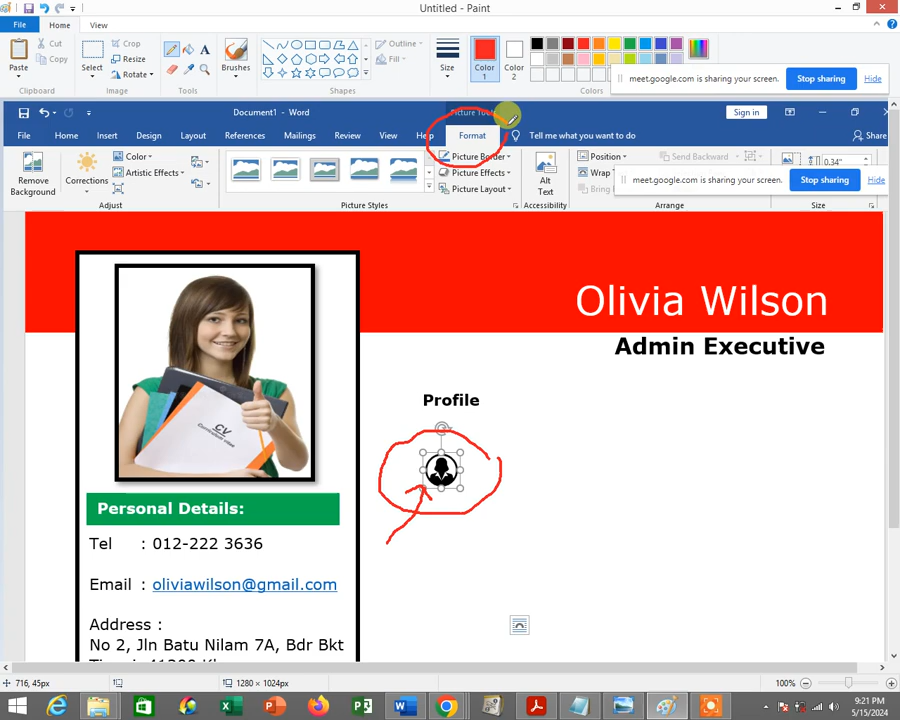 Untitled - Paint
File Home View
Paste
Cut
Copy
Clipboard
Select
Crop
Resize
Rotate
Image
A
Tools
Brushes
Shapes
Outline
Fill
Size
Color 1
Color 2
Colors
meet.google.com is sharing your screen. Stop sharing Hide
Document1 - Word
Picture
Sign in
File Home Insert Design Layout References Mailings Review View Help Format Tell me what you want to do Share
Remove Background
Corrections
Color
Artistic Effects
Adjust
Picture Styles
Picture Border
Picture Effects
Picture Layout
Alt Text
Accessibility
Position
Wrap
Send Backward
Arrange
0.34"
Size
meet.google.com is sharing your screen. Stop sharing Hide
Olivia Wilson
Admin Executive
CV
Curriculum vitae
Profile
Personal Details:
Tel : 012-222 3636
Email : oliviawilson@gmail.com
Address :
No 2, Jln Batu Nilam 7A, Bdr Bkt
716, 45px
1280 × 1024px
100%
9:21 PM
5/15/2024